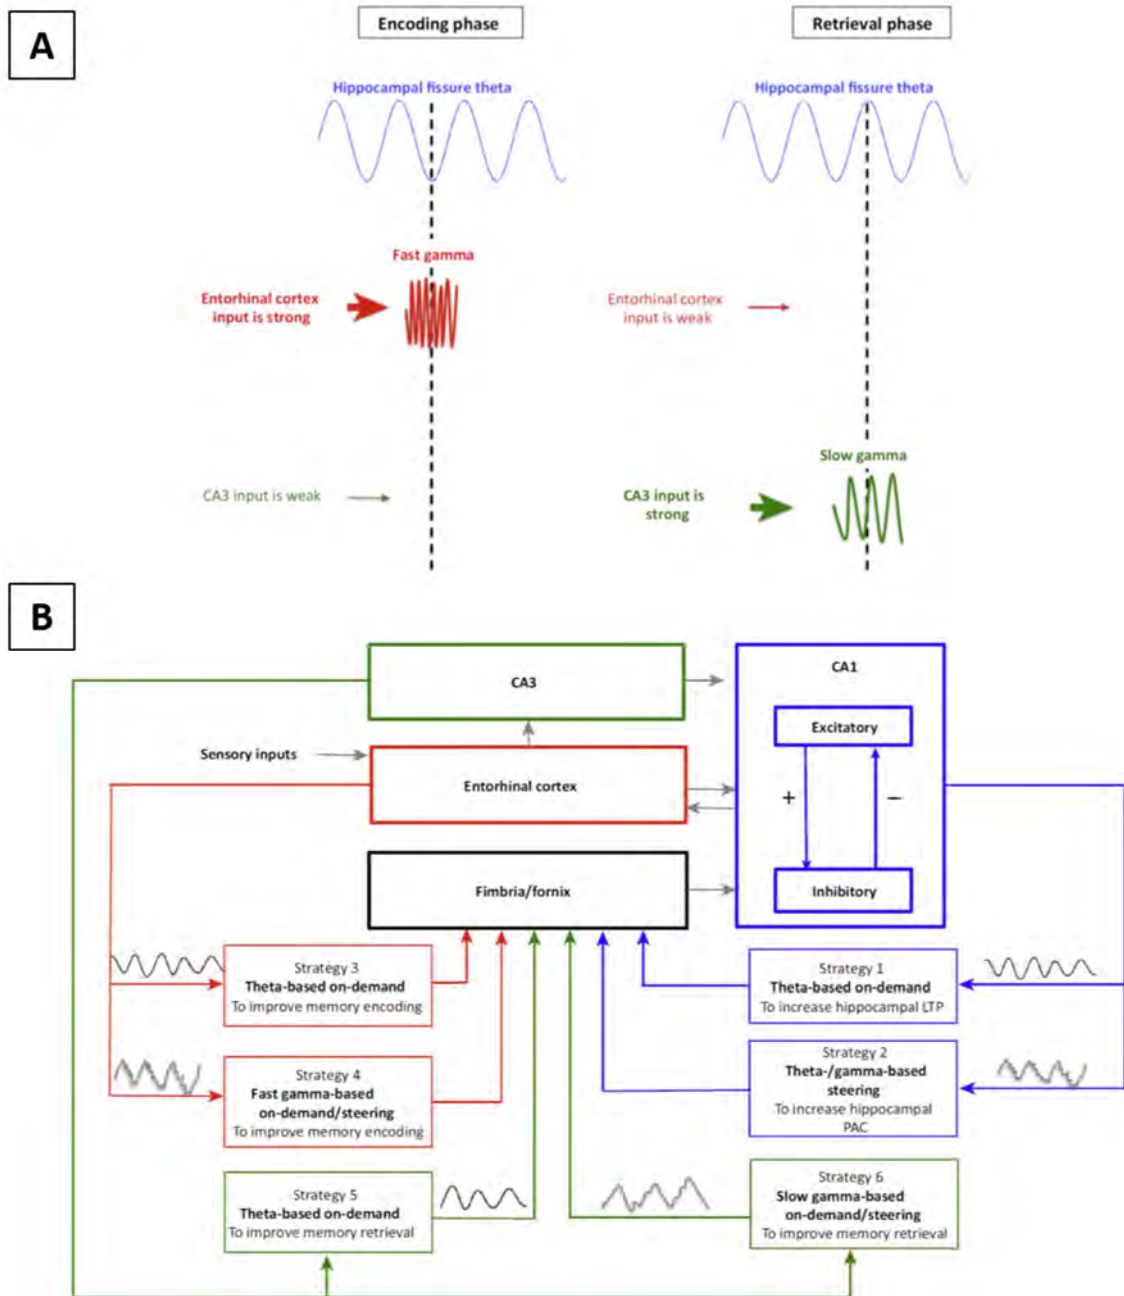 A
Encoding phase
Retrieval phase
Hippocampal fissure theta
Hippocampal fissure theta
Fast gamma
Entorhinal cortex
input is strong
Entorhinal cortex
input is weak
Slow gamma
CA3 input is weak
CA3 input is
strong
B
CA3
CA1
Excitatory
Sensory inputs
Entorhinal cortex
+
−
Fimbria/fornix
Inhibitory
Strategy 3
Theta-based on-demand
To improve memory encoding
Strategy 1
Theta-based on-demand
To increase hippocampal LTP
Strategy 4
Fast gamma-based
on-demand/steering
To improve memory encoding
Strategy 2
Theta-/gamma-based
steering
To increase hippocampal
PAC
Strategy 5
Theta-based on-demand
To improve memory retrieval
Strategy 6
Slow gamma-based
on-demand/steering
To improve memory retrieval